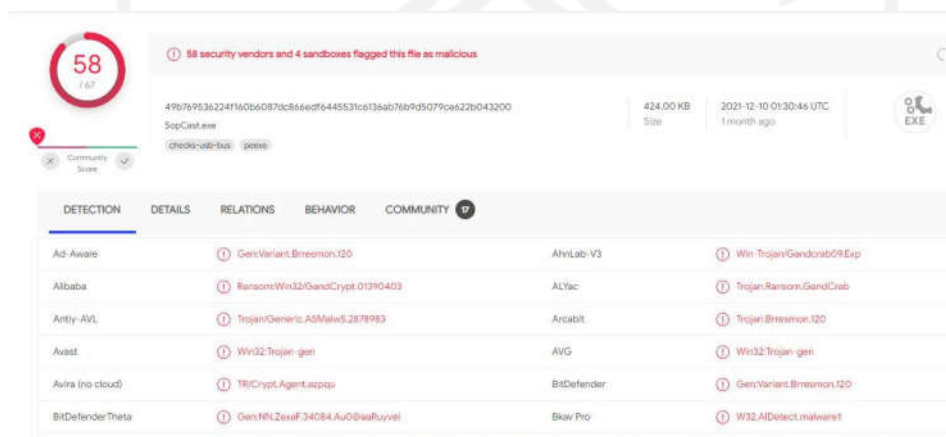 58
/ 67
58 security vendors and 4 sandboxes flagged this file as malicious
49b769536224f160b6087dc866edf6445531c6136ab76b9d5079ce622b043200
SopCast.exe
checks-usb-bus peexe
424.00 KB
Size
2021-12-10 01:30:46 UTC
1 month ago
EXE
Community
Score
DETECTION DETAILS RELATIONS BEHAVIOR COMMUNITY 17
Ad-Aware Gen:Variant.Brresmon.120 AhnLab-V3 Win-Trojan/Gandcrab09.Exp
Alibaba Ransom:Win32/GandCrypt.01390403 ALYac Trojan.Ransom.GandCrab
Antiy-AVL Trojan/Generic.ASMalwS.2878983 Arcabit Trojan.Brresmon.120
Avast Win32:Trojan-gen AVG Win32:Trojan-gen
Avira (no cloud) TR/Crypt.Agent.azpqu BitDefender Gen:Variant.Brresmon.120
BitDefenderTheta Gen:NN.ZexaF.34084.Au0@aaRuyvei Bkav Pro W32.AIDetect.malware1